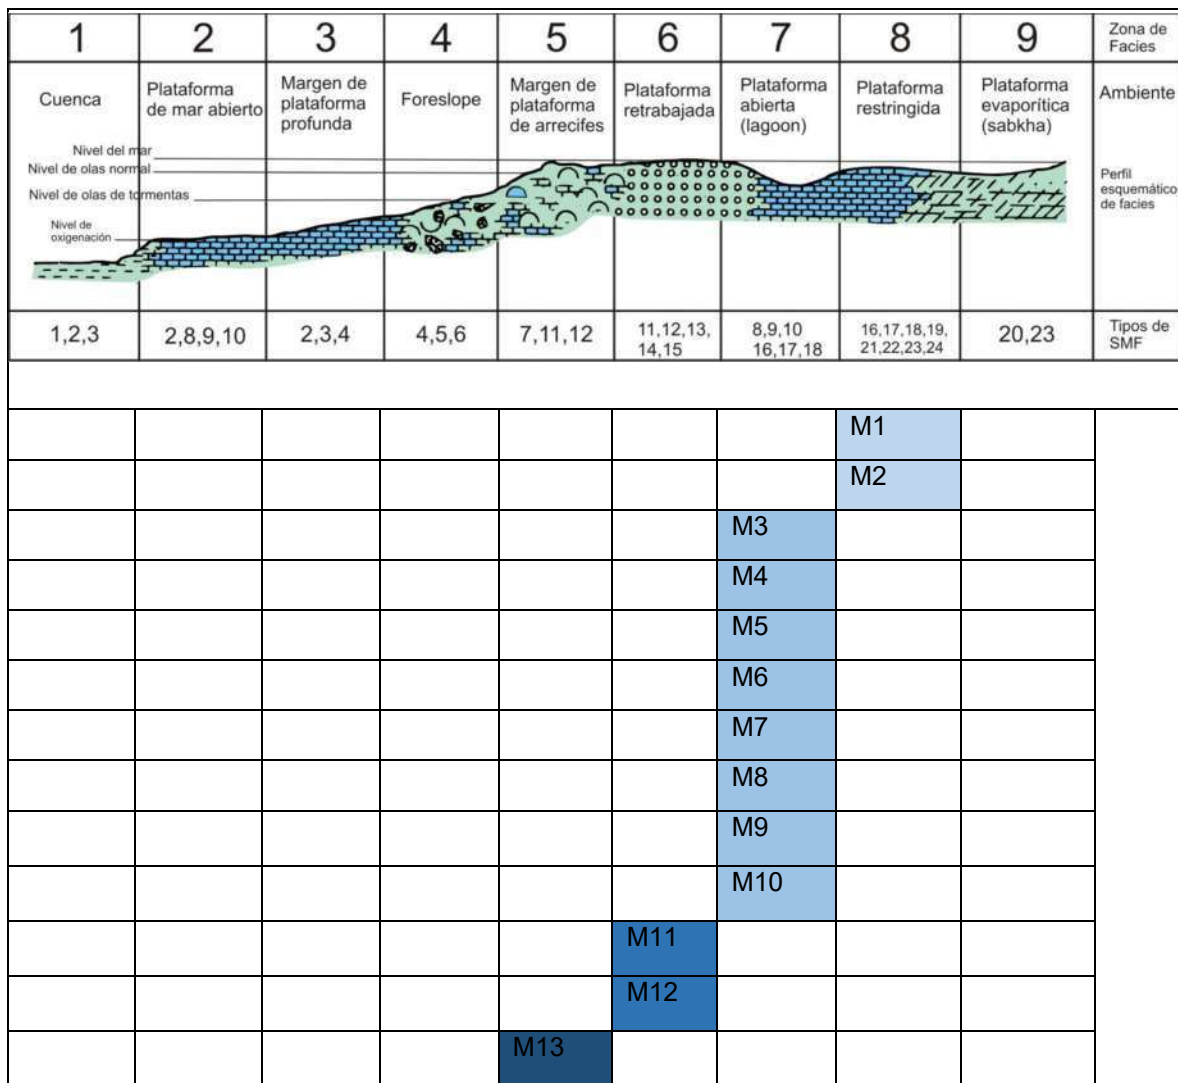 1 2 3 4 5 6 7 8 9 Zona de
Facies
Cuenca
Plataforma
de mar abierto
Margen de
plataforma
profunda
Foreslope
Margen de
plataforma
de arrecifes
Plataforma
retrabajada
Plataforma
abierta
(lagoon)
Plataforma
restringida
Plataforma
evaporítica
(sabkha)
Ambiente
Nivel del mar
Nivel de olas normal
Nivel de olas de tormentas
Nivel de
oxigenación
Perfil
esquemático
de facies
1,2,3
2,8,9,10
2,3,4
4,5,6
7,11,12
11,12,13,
14,15
8,9,10
16,17,18
16,17,18,19,
21,22,23,24
20,23
Tipos de
SMF
M1
M2
M3
M4
M5
M6
M7
M8
M9
M10
M11
M12
M13